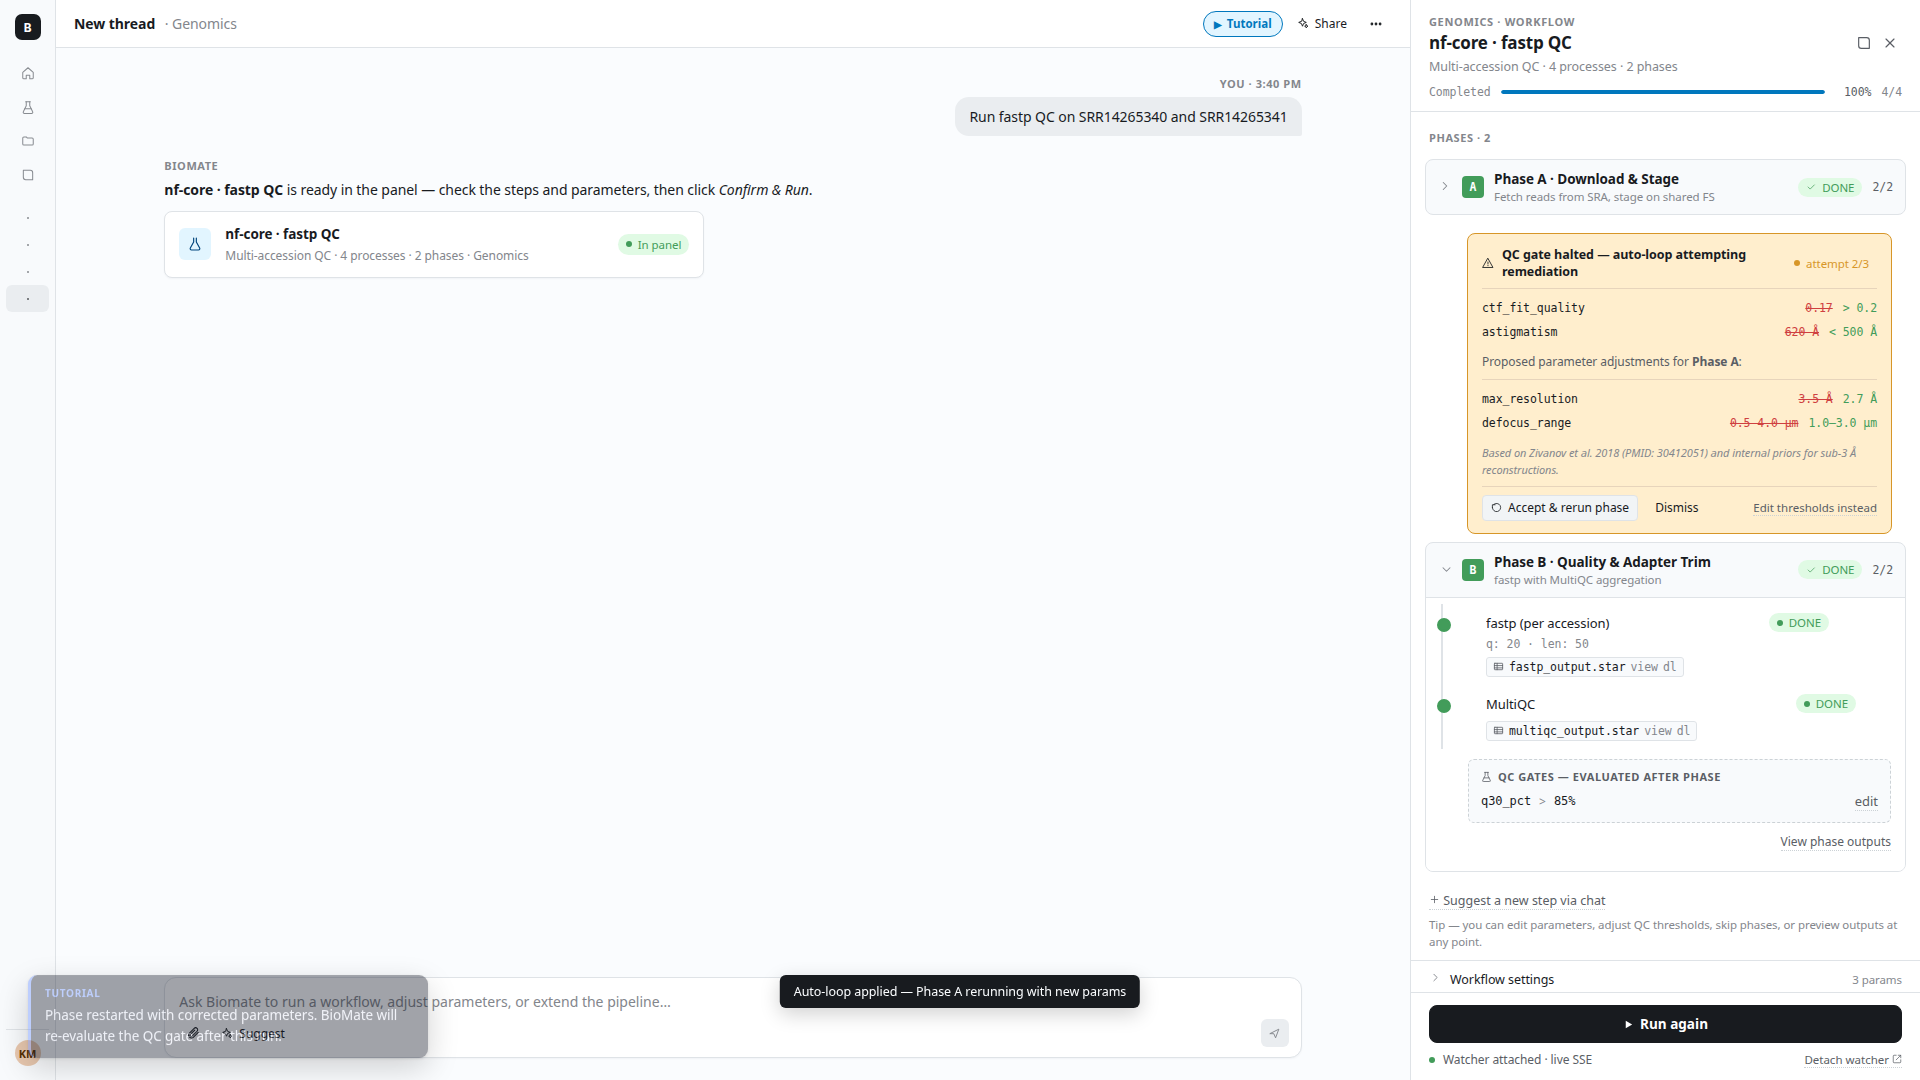 B
New thread · Genomics
▶ Tutorial
Share
YOU · 3:40 PM
Run fastp QC on SRR14265340 and SRR14265341
BIOMATE
nf-core · fastp QC is ready in the panel — check the steps and parameters, then click Confirm & Run.
nf-core · fastp QC
Multi-accession QC · 4 processes · 2 phases · Genomics
In panel
Ask Biomate to run a workflow, adjust parameters, or extend the pipeline...
Suggest
TUTORIAL
Phase restarted with corrected parameters. BioMate will
re-evaluate the QC gate after this run.
KM
Auto-loop applied — Phase A rerunning with new params
GENOMICS · WORKFLOW
nf-core · fastp QC
Multi-accession QC · 4 processes · 2 phases
Completed 100% 4/4
PHASES · 2
A
Phase A · Download & Stage
Fetch reads from SRA, stage on shared FS
DONE 2/2
QC gate halted — auto-loop attempting
remediation
attempt 2/3
ctf_fit_quality 0.17 > 0.2
astigmatism 620 Å < 500 Å
Proposed parameter adjustments for Phase A:
max_resolution 3.5 Å 2.7 Å
defocus_range 0.5–4.0 µm 1.0–3.0 µm
Based on Zivanov et al. 2018 (PMID: 30412051) and internal priors for sub-3 Å
reconstructions.
Accept & rerun phase Dismiss Edit thresholds instead
B
Phase B · Quality & Adapter Trim
fastp with MultiQC aggregation
DONE 2/2
fastp (per accession) DONE
q: 20 · len: 50
fastp_output.star view dl
MultiQC DONE
multiqc_output.star view dl
QC GATES — EVALUATED AFTER PHASE
q30_pct > 85% edit
View phase outputs
+ Suggest a new step via chat
Tip — you can edit parameters, adjust QC thresholds, skip phases, or preview outputs at
any point.
Workflow settings 3 params
Run again
Watcher attached · live SSE Detach watcher